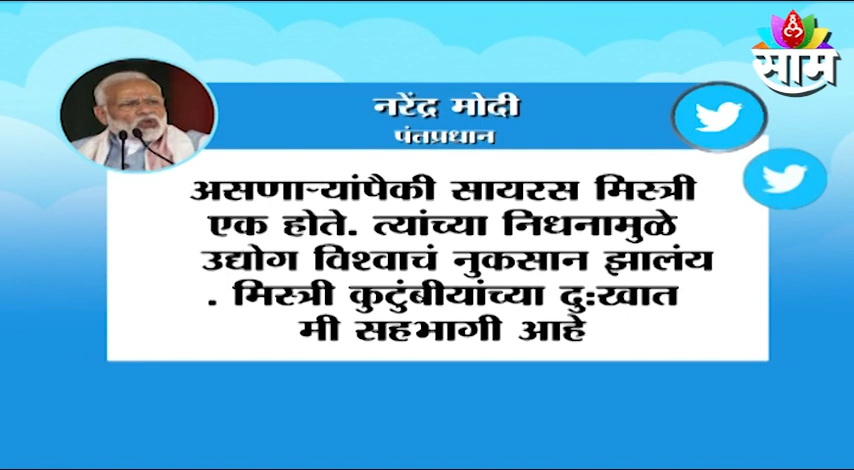 साम
नरेंद्र मोदी
पंतप्रधान
असणाऱ्यांपैकी सायरस मिस्त्री
एक होते. त्यांच्या निधनामुळे
उद्योग विश्वाचं नुकसान झालंय
. मिस्त्री कुटुंबीयांच्या दुःखात
मी सहभागी आहे